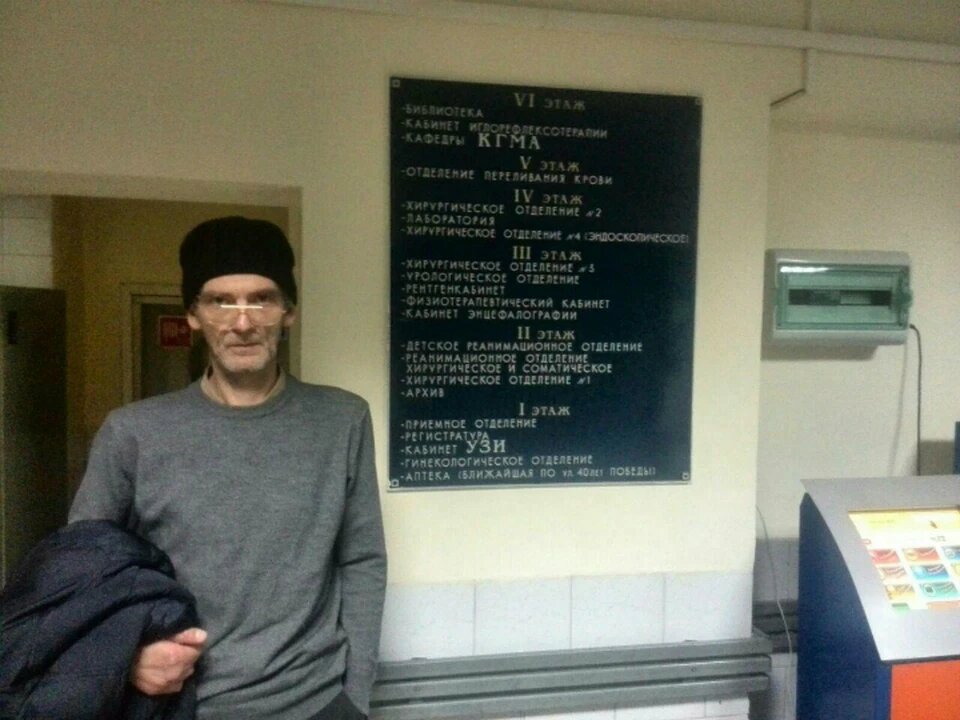 VI ЭТАЖ
-БИБЛИОТЕКА
-КАБИНЕТ ИГЛОРЕФЛЕКСОТЕРАПИИ
-КАФЕДРЫ КГМА
V ЭТАЖ
-ОТДЕЛЕНИЕ ПЕРЕЛИВАНИЯ КРОВИ
IV ЭТАЖ
-ХИРУРГИЧЕСКОЕ ОТДЕЛЕНИЕ №2
-ЛАБОРАТОРИЯ
-ХИРУРГИЧЕСКОЕ ОТДЕЛЕНИЕ №4 (ЭНДОСКОПИЧЕСКОЕ)
III ЭТАЖ
-ХИРУРГИЧЕСКОЕ ОТДЕЛЕНИЕ №3
-УРОЛОГИЧЕСКОЕ ОТДЕЛЕНИЕ
-РЕНТГЕНКАБИНЕТ
-ФИЗИОТЕРАПЕВТИЧЕСКИЙ КАБИНЕТ
-КАБИНЕТ ЭНЦЕФАЛОГРАФИИ
II ЭТАЖ
-ДЕТСКОЕ РЕАНИМАЦИОННОЕ ОТДЕЛЕНИЕ
-РЕАНИМАЦИОННОЕ ОТДЕЛЕНИЕ
ХИРУРГИЧЕСКОЕ И СОМАТИЧЕСКОЕ
-ХИРУРГИЧЕСКОЕ ОТДЕЛЕНИЕ №1
-АРХИВ
I ЭТАЖ
-ПРИЕМНОЕ ОТДЕЛЕНИЕ
-РЕГИСТРАТУРА
-КАБИНЕТ УЗИ
-ГИНЕКОЛОГИЧЕСКОЕ ОТДЕЛЕНИЕ
-АПТЕКА (БЛИЖАЙШАЯ ПО УЛ. 40 ЛЕТ ПОБЕДЫ)